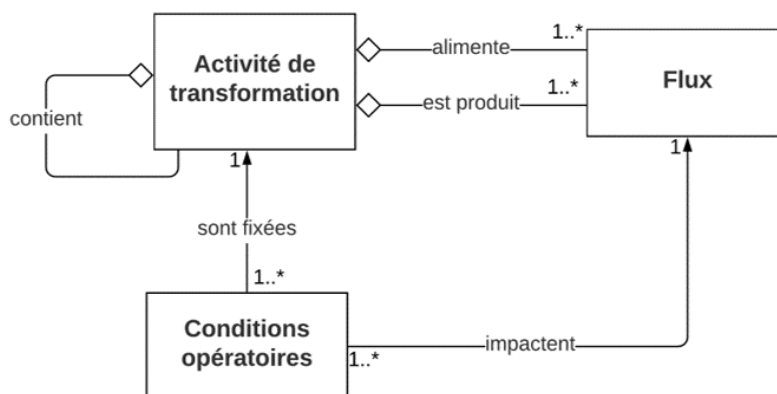 Activité de
transformation
alimente
1..*
est produit
1..*
Flux
contient
1
1
sont fixées
1..*
Conditions
opératoires
1..*
impactent